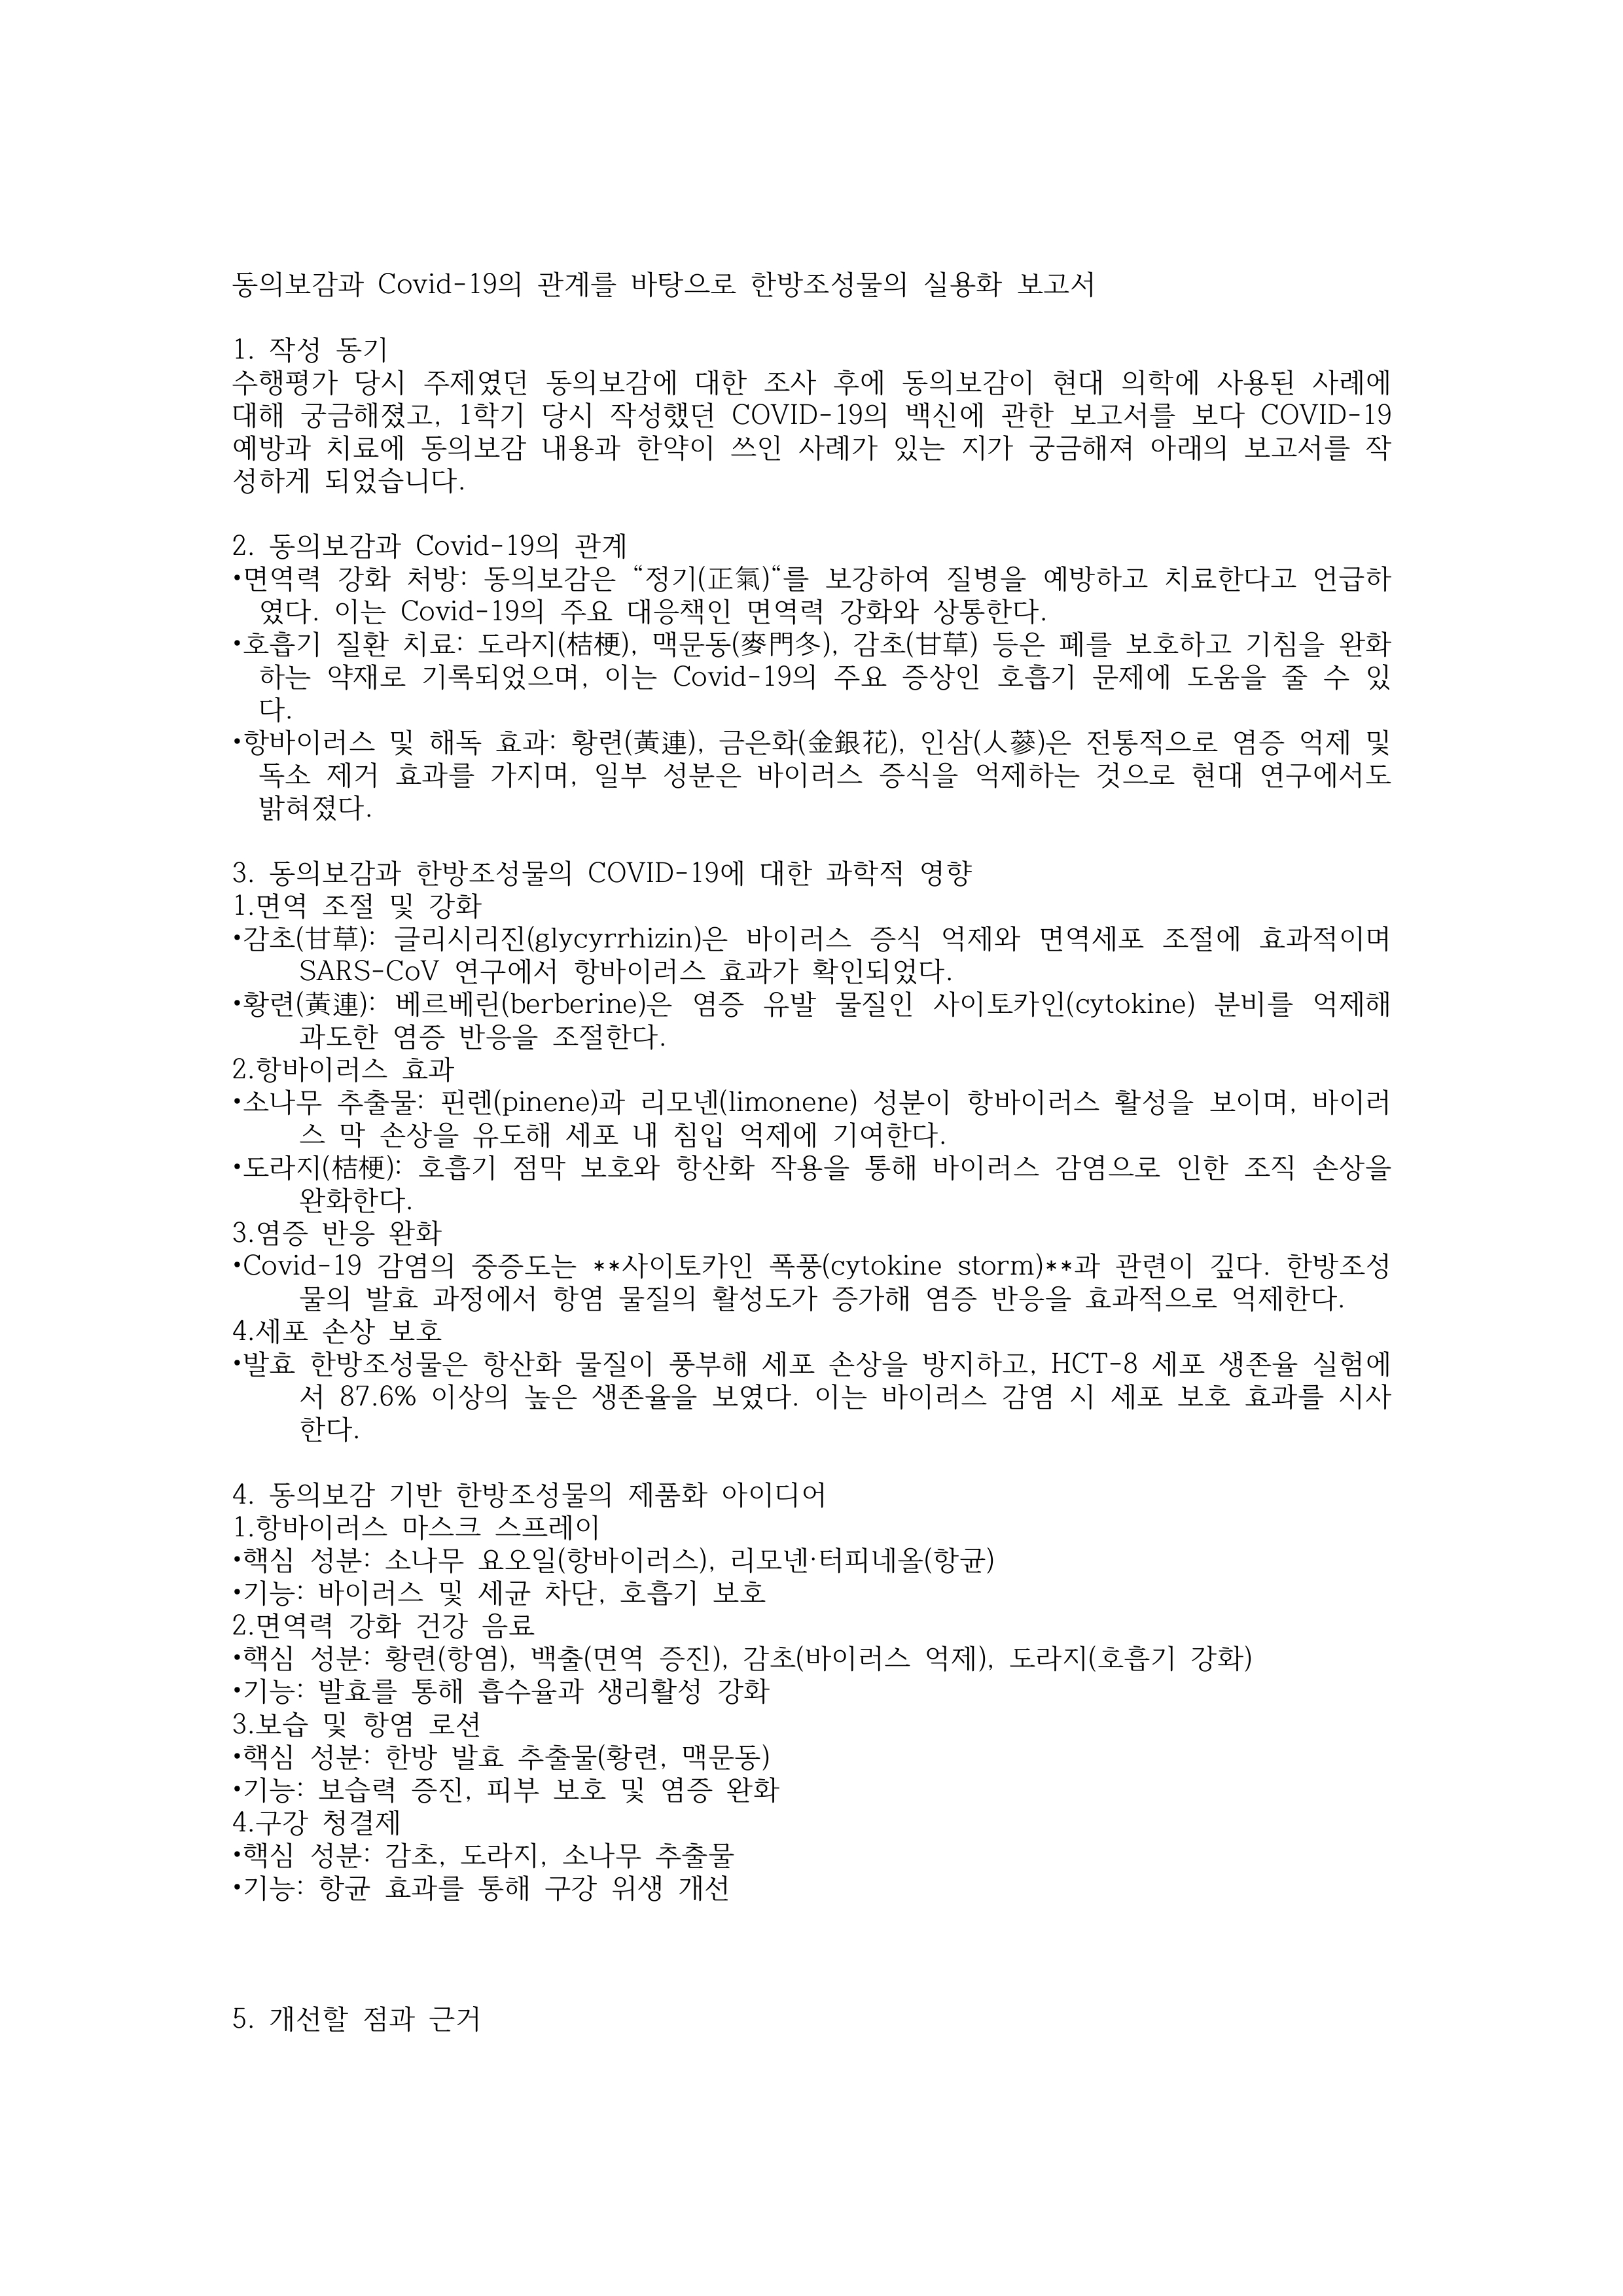 동의보감과 Covid-19의 관계를 바탕으로 한방조성물의 실용화 보고서
1. 작성 동기
수행평가 당시 주제였던 동의보감에 대한 조사 후에 동의보감이 현대 의학에 사용된 사례에
대해 궁금해졌고, 1학기 당시 작성했던 COVID-19의 백신에 관한 보고서를 보다 COVID-19
예방과 치료에 동의보감 내용과 한약이 쓰인 사례가 있는 지가 궁금해져 아래의 보고서를 작
성하게 되었습니다.
2. 동의보감과 Covid-19의 관계
•면역력 강화 처방: 동의보감은 “정기(正氣)“를 보강하여 질병을 예방하고 치료한다고 언급하
였다. 이는 Covid-19의 주요 대응책인 면역력 강화와 상통한다.
•호흡기 질환 치료: 도라지(桔梗), 맥문동(麥門冬), 감초(甘草) 등은 폐를 보호하고 기침을 완화
하는 약재로 기록되었으며, 이는 Covid-19의 주요 증상인 호흡기 문제에 도움을 줄 수 있
다.
•항바이러스 및 해독 효과: 황련(黃連), 금은화(金銀花), 인삼(人蔘)은 전통적으로 염증 억제 및
독소 제거 효과를 가지며, 일부 성분은 바이러스 증식을 억제하는 것으로 현대 연구에서도
밝혀졌다.
3. 동의보감과 한방조성물의 COVID-19에 대한 과학적 영향
1.면역 조절 및 강화
•감초(甘草): 글리시리진(glycyrrhizin)은 바이러스 증식 억제와 면역세포 조절에 효과적이며
SARS-CoV 연구에서 항바이러스 효과가 확인되었다.
•황련(黃連): 베르베린(berberine)은 염증 유발 물질인 사이토카인(cytokine) 분비를 억제해
과도한 염증 반응을 조절한다.
2.항바이러스 효과
•소나무 추출물: 핀렌(pinene)과 리모넨(limonene) 성분이 항바이러스 활성을 보이며, 바이러
스 막 손상을 유도해 세포 내 침입 억제에 기여한다.
•도라지(桔梗): 호흡기 점막 보호와 항산화 작용을 통해 바이러스 감염으로 인한 조직 손상을
완화한다.
3.염증 반응 완화
•Covid-19 감염의 중증도는 **사이토카인 폭풍(cytokine storm)**과 관련이 깊다. 한방조성
물의 발효 과정에서 항염 물질의 활성도가 증가해 염증 반응을 효과적으로 억제한다.
4.세포 손상 보호
•발효 한방조성물은 항산화 물질이 풍부해 세포 손상을 방지하고, HCT-8 세포 생존율 실험에
서 87.6% 이상의 높은 생존율을 보였다. 이는 바이러스 감염 시 세포 보호 효과를 시사
한다.
4. 동의보감 기반 한방조성물의 제품화 아이디어
1.항바이러스 마스크 스프레이
•핵심 성분: 소나무 요오일(항바이러스), 리모넨·터피네올(항균)
•기능: 바이러스 및 세균 차단, 호흡기 보호
2.면역력 강화 건강 음료
•핵심 성분: 황련(항염), 백출(면역 증진), 감초(바이러스 억제), 도라지(호흡기 강화)
•기능: 발효를 통해 흡수율과 생리활성 강화
3.보습 및 항염 로션
•핵심 성분: 한방 발효 추출물(황련, 맥문동)
•기능: 보습력 증진, 피부 보호 및 염증 완화
4.구강 청결제
•핵심 성분: 감초, 도라지, 소나무 추출물
•기능: 항균 효과를 통해 구강 위생 개선
5. 개선할 점과 근거